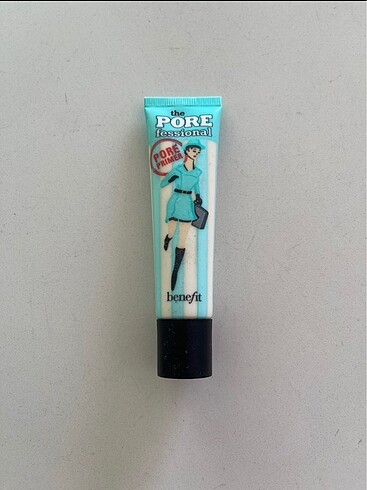 the
PORE
fessional
PORE
PRIMER
benefit